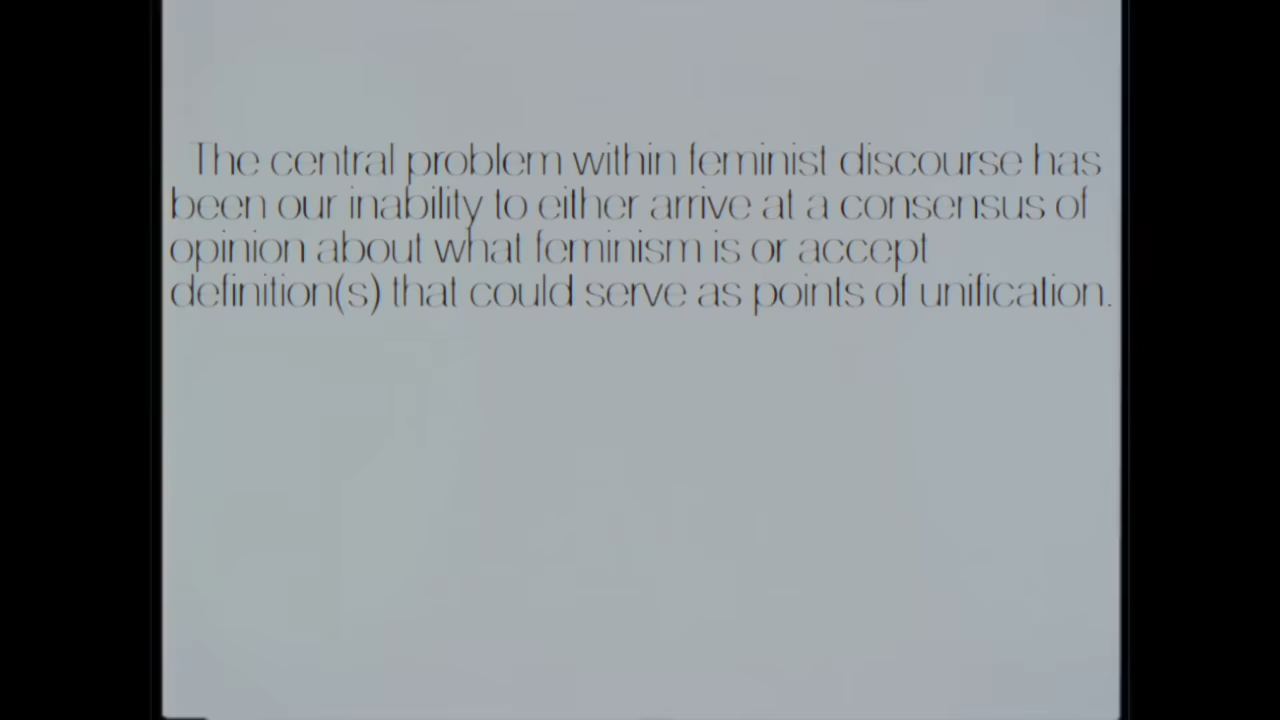 The central problem within feminist discourse has
been our inability to either arrive at a consensus of
opinion about what feminism is or accept
definition(s) that could serve as points of unification.